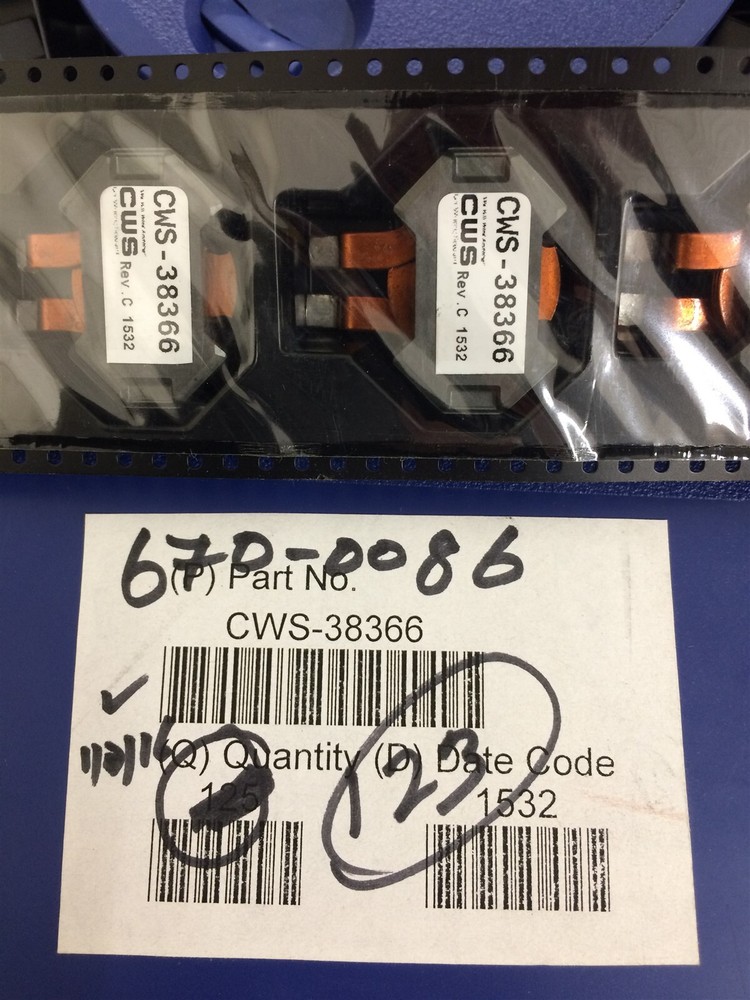 CWS-38366
CWS Rev.C 1532
CWS-38366
CWS Rev.C 1532
670-0086
(P) Part No.
CWS-38366
(Q) Quantity (D) Date Code
125
123
1532